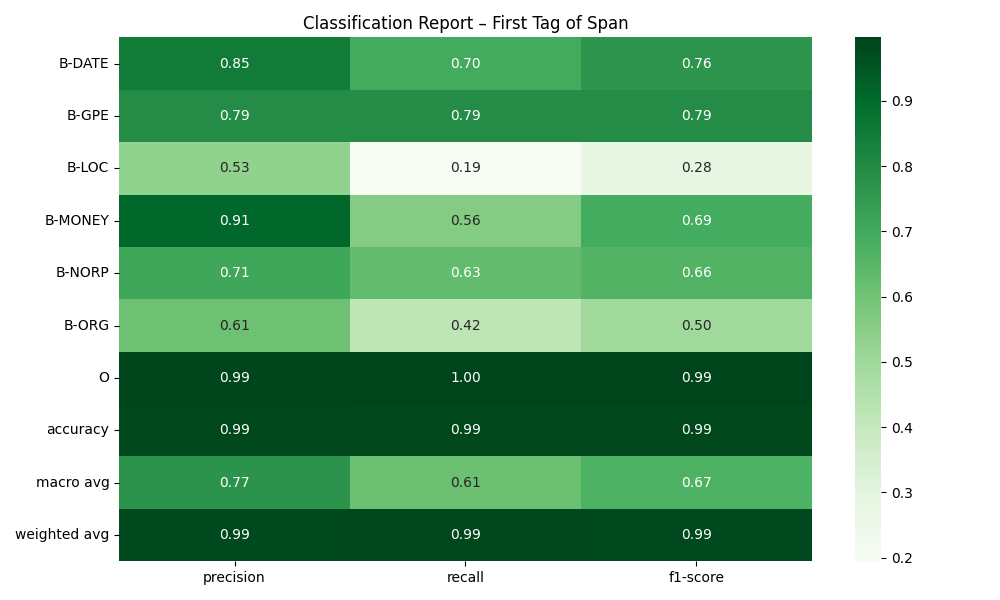 Classification Report – First Tag of Span
B-DATE 0.85 0.70 0.76
B-GPE 0.79 0.79 0.79
B-LOC 0.53 0.19 0.28
B-MONEY 0.91 0.56 0.69
B-NORP 0.71 0.63 0.66
B-ORG 0.61 0.42 0.50
O 0.99 1.00 0.99
accuracy 0.99 0.99 0.99
macro avg 0.77 0.61 0.67
weighted avg 0.99 0.99 0.99
precision recall f1-score
0.9
0.8
0.7
0.6
0.5
0.4
0.3
0.2